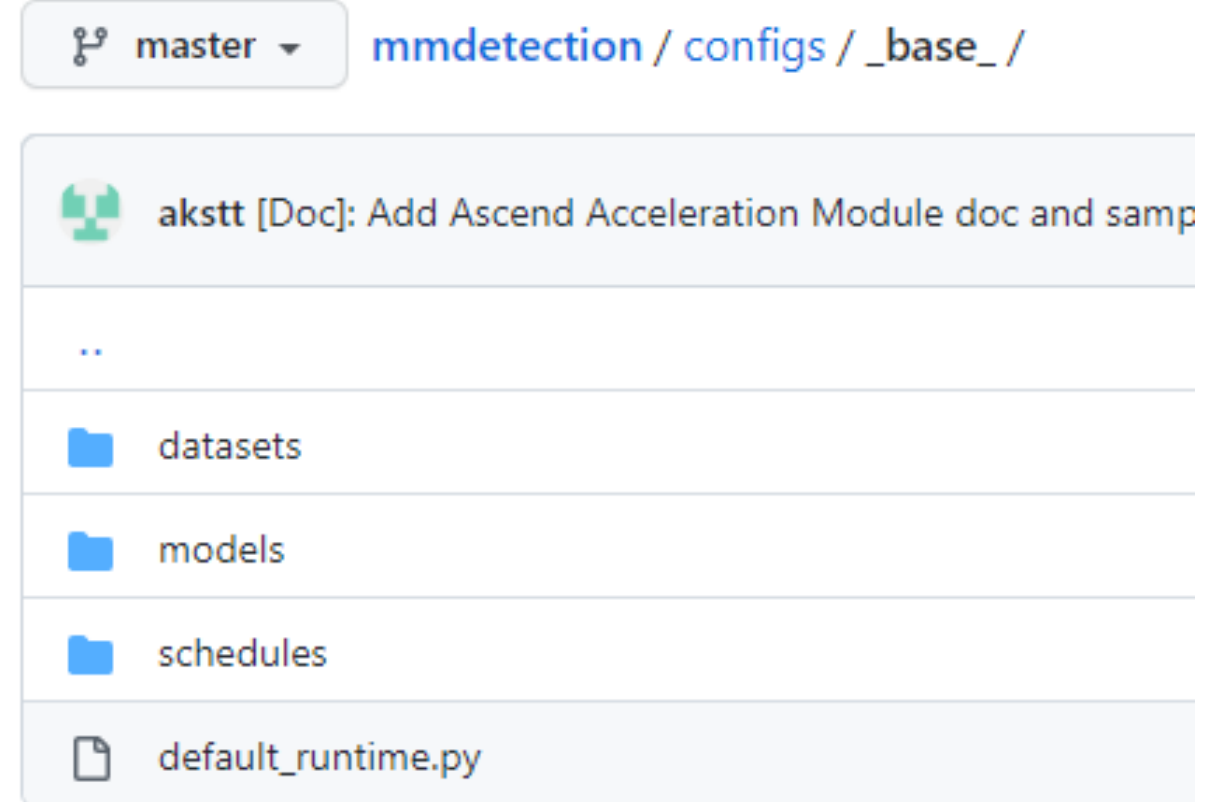 master mmdetection / configs / _base_ /
akstt [Doc]: Add Ascend Acceleration Module doc and samp
..
datasets
models
schedules
default_runtime.py